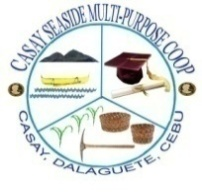 CASAY SEASIDE MULTI-PURPOSE COOP
CASAY, DALAGUETE, CEBU